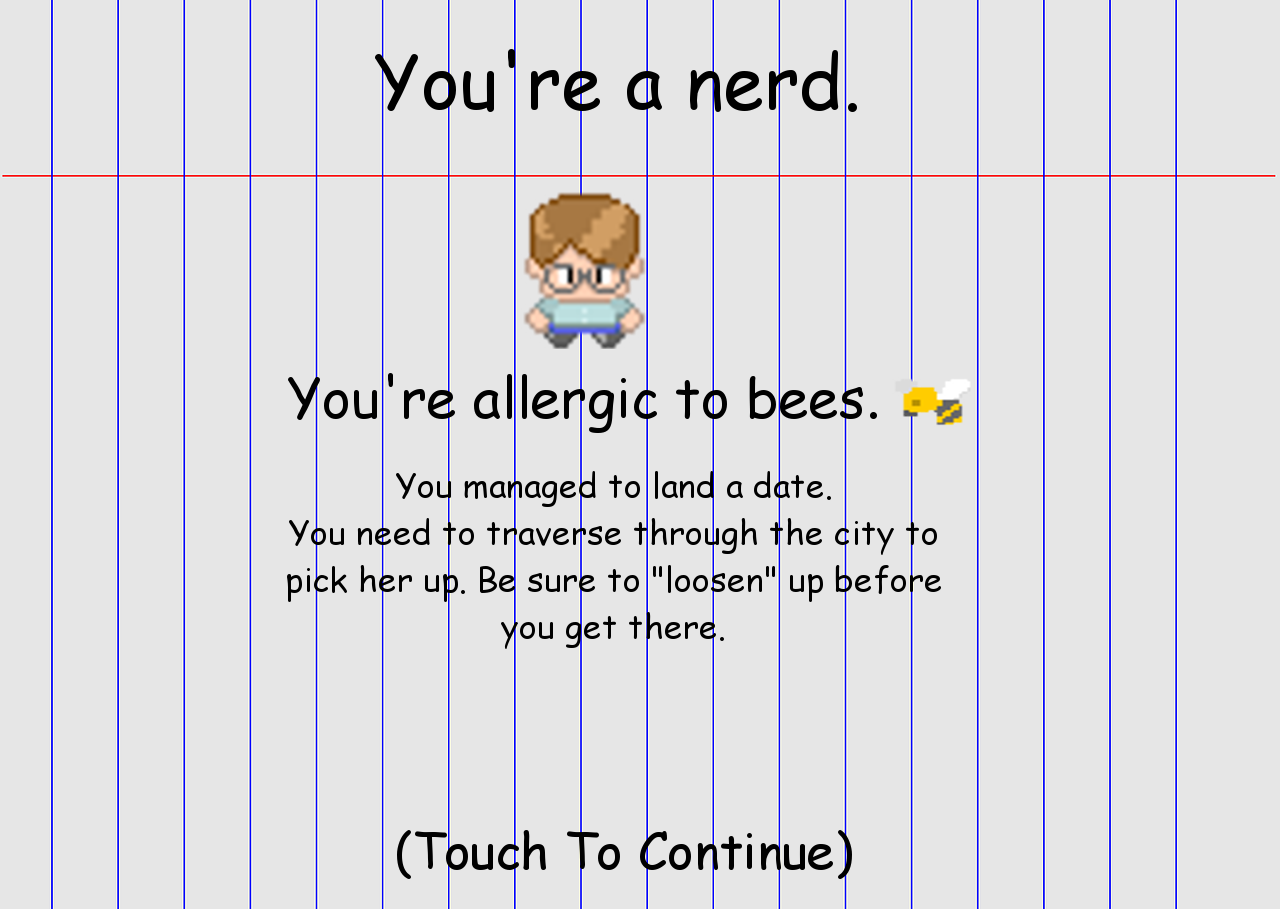 You're a nerd.
You're allergic to bees.
You managed to land a date.
You need to traverse through the city to
pick her up. Be sure to "loosen" up before
you get there.
(Touch To Continue)